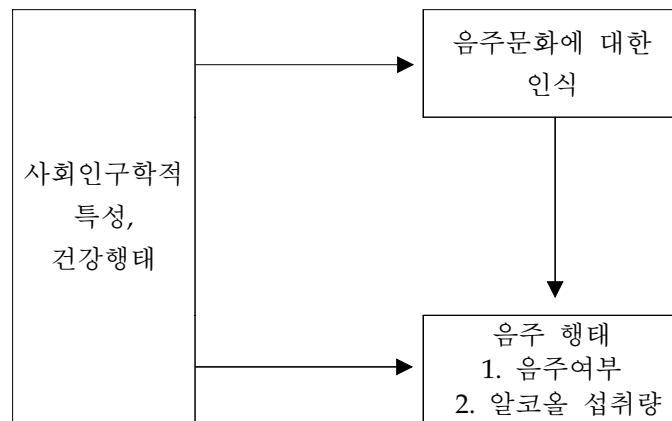 음주문화에 대한
인식
사회인구학적
특성,
건강행태
음주 행태
1. 음주여부
2. 알코올 섭취량